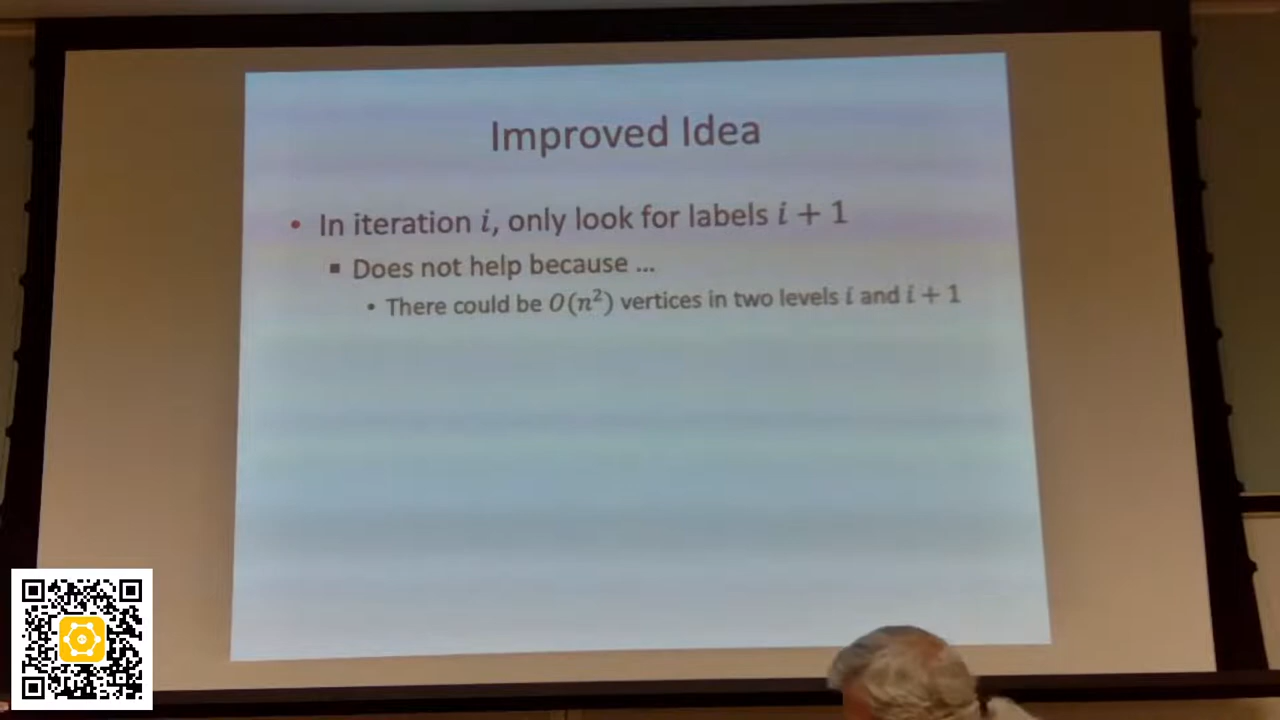 Improved Idea
• In iteration i, only look for labels i + 1
▪ Does not help because ...
• There could be O(n²) vertices in two levels i and i + 1